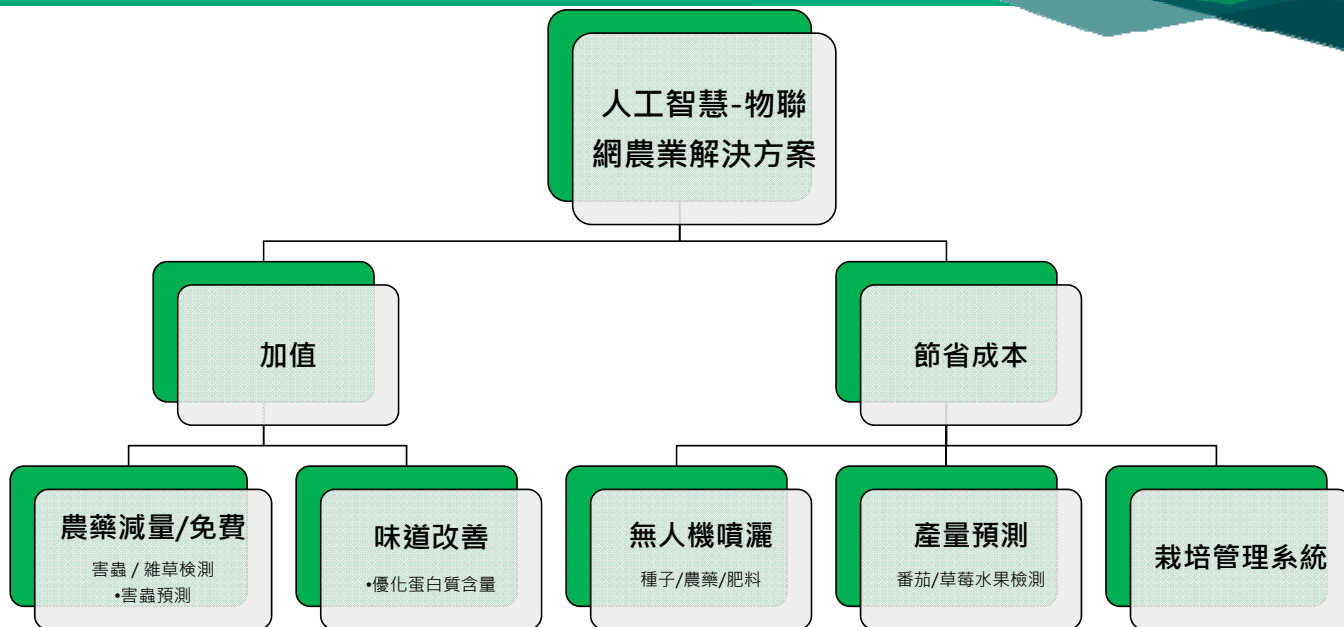 人工智慧-物聯
網農業解決方案
加值
節省成本
農藥減量/免費
害蟲 / 雜草檢測
•害蟲預測
味道改善
•優化蛋白質含量
無人機噴灑
種子/農藥/肥料
產量預測
番茄/草莓水果檢測
栽培管理系統